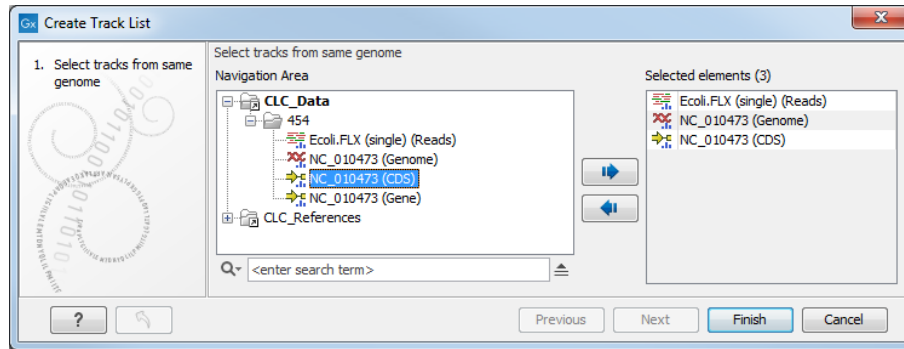 Gx Create Track List
X
1. Select tracks from same
genome
Select tracks from same genome
Navigation Area
CLC_Data
454
Ecoli.FLX (single) (Reads)
NC_010473 (Genome)
NC_010473 (CDS)
NC_010473 (Gene)
CLC_References
<enter search term>
Selected elements (3)
Ecoli.FLX (single) (Reads)
NC_010473 (Genome)
NC_010473 (CDS)
?
Previous
Next
Finish
Cancel